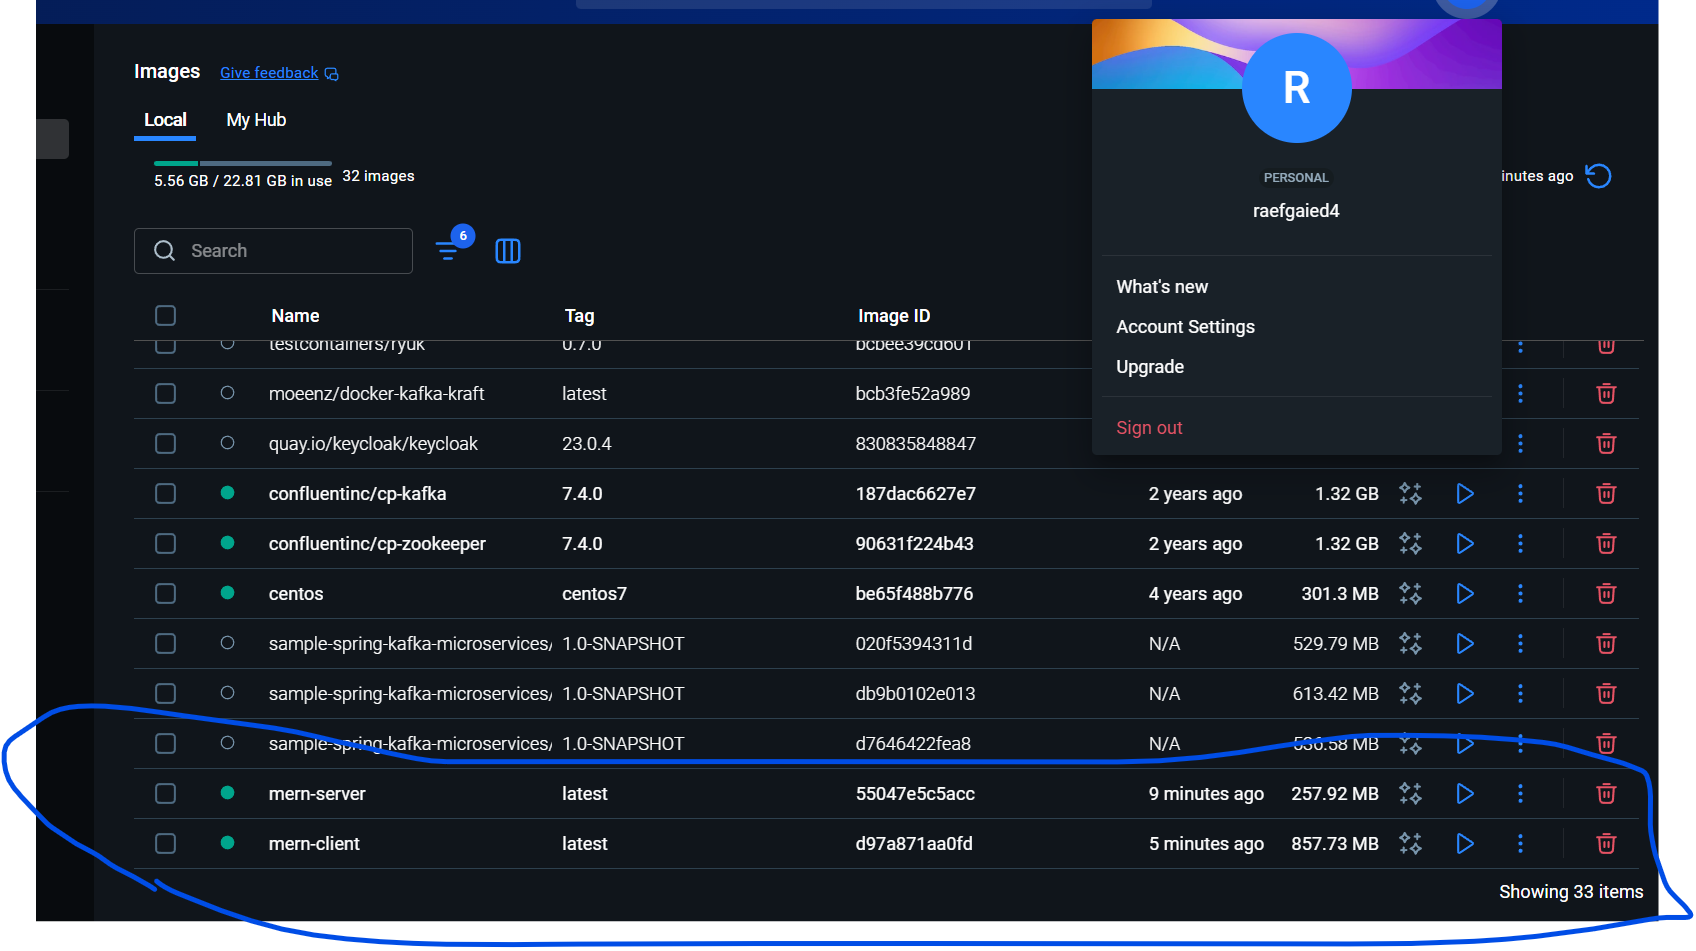 Images Give feedback
Local My Hub
5.56 GB / 22.81 GB in use 32 images
inutes ago
Search
6
R
PERSONAL
raefgaied4
What's new
Account Settings
Upgrade
Sign out
Name Tag Image ID
testcontainers/ryuk 0.7.0 bcbee39cd601
moeenz/docker-kafka-kraft latest bcb3fe52a989
quay.io/keycloak/keycloak 23.0.4 830835848847
confluentinc/cp-kafka 7.4.0 187dac6627e7 2 years ago 1.32 GB
confluentinc/cp-zookeeper 7.4.0 90631f224b43 2 years ago 1.32 GB
centos centos7 be65f488b776 4 years ago 301.3 MB
sample-spring-kafka-microservices/ 1.0-SNAPSHOT 020f5394311d N/A 529.79 MB
sample-spring-kafka-microservices/ 1.0-SNAPSHOT db9b0102e013 N/A 613.42 MB
sample-spring-kafka-microservices/ 1.0-SNAPSHOT d7646422fea8 N/A 536.58 MB
mern-server latest 55047e5c5acc 9 minutes ago 257.92 MB
mern-client latest d97a871aa0fd 5 minutes ago 857.73 MB
Showing 33 items